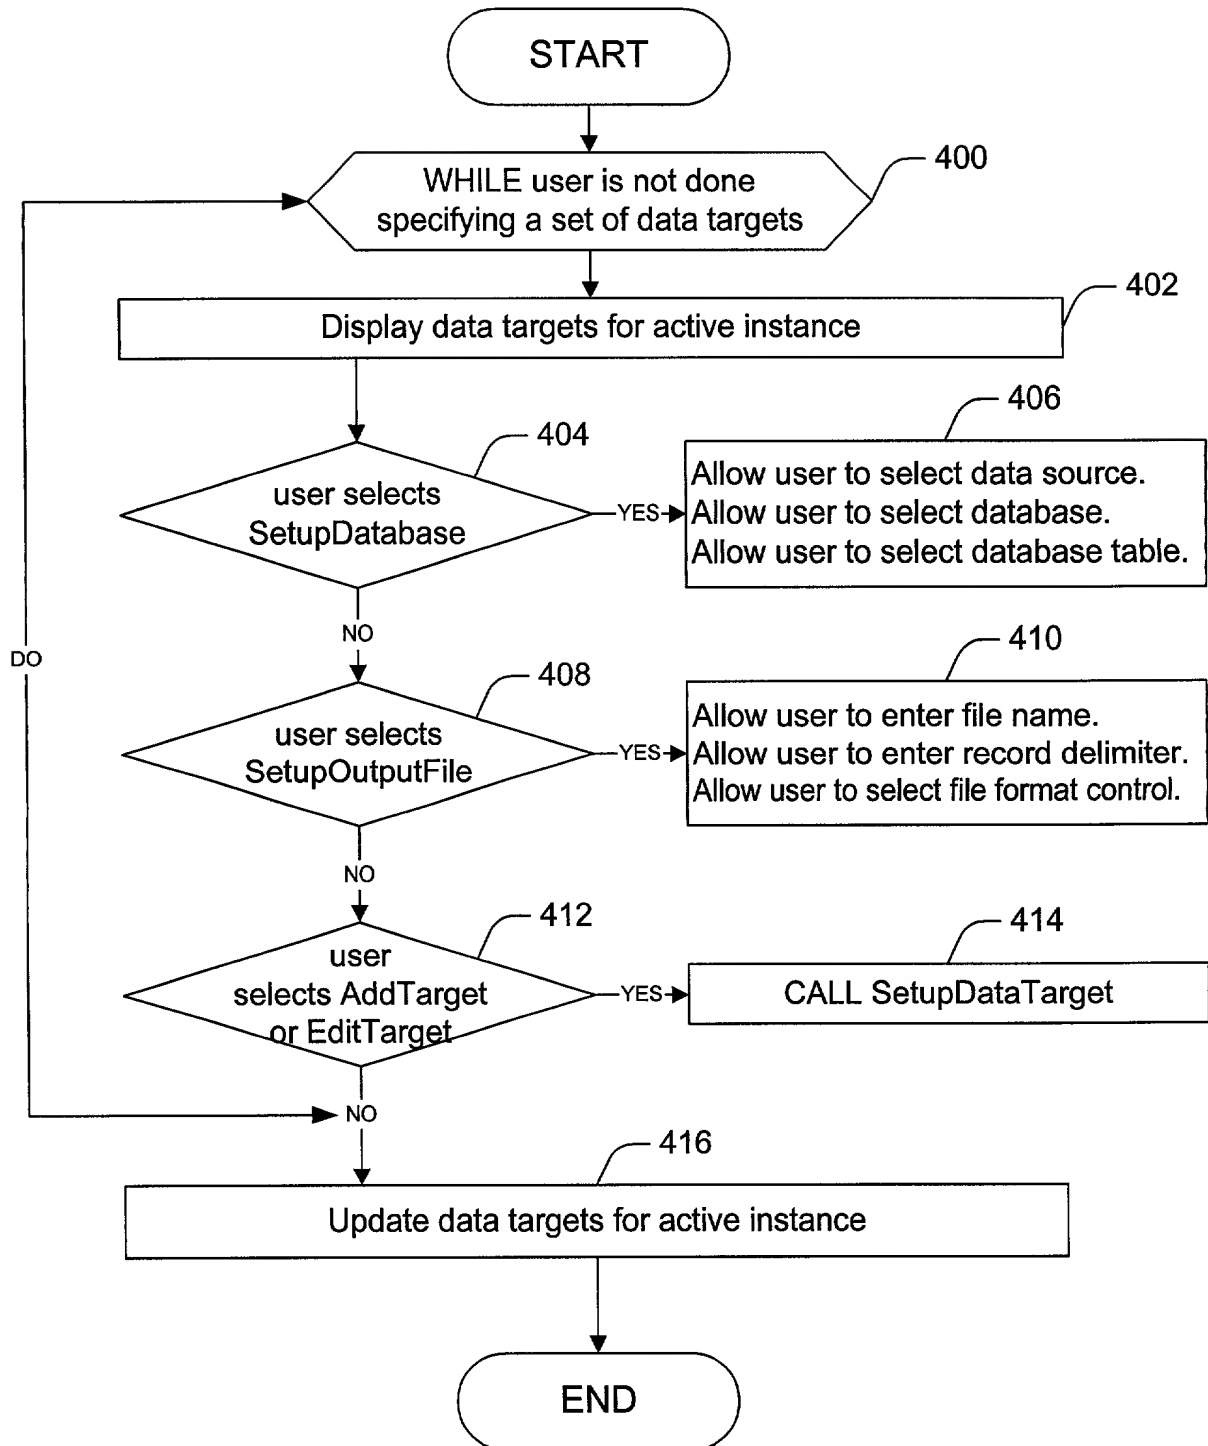 START
WHILE user is not done
specifying a set of data targets
400
Display data targets for active instance
402
user selects
SetupDatabase
404
YES
406
Allow user to select data source.
Allow user to select database.
Allow user to select database table.
NO
DO
user selects
SetupOutputFile
408
YES
410
Allow user to enter file name.
Allow user to enter record delimiter.
Allow user to select file format control.
NO
user
selects AddTarget
or EditTarget
412
YES
414
CALL SetupDataTarget
NO
416
Update data targets for active instance
END